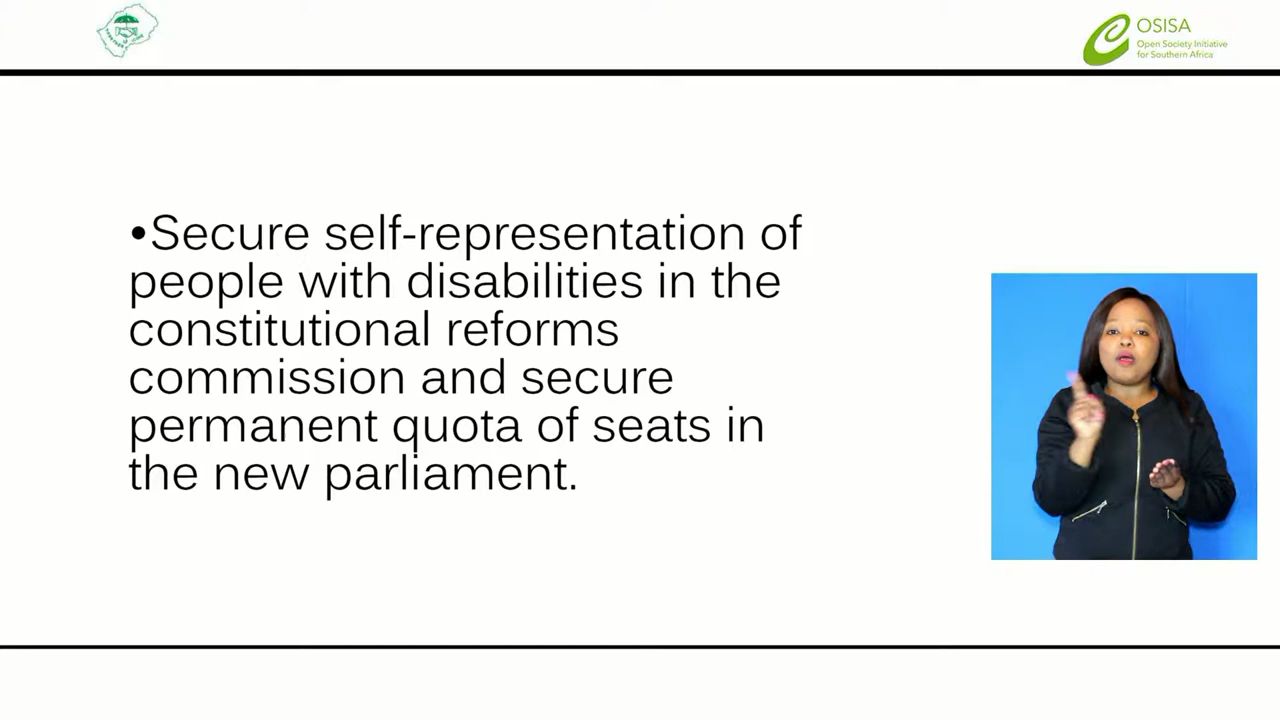 OSISA
Open Society Initiative
for Southern Africa
•Secure self-representation of
people with disabilities in the
constitutional reforms
commission and secure
permanent quota of seats in
the new parliament.